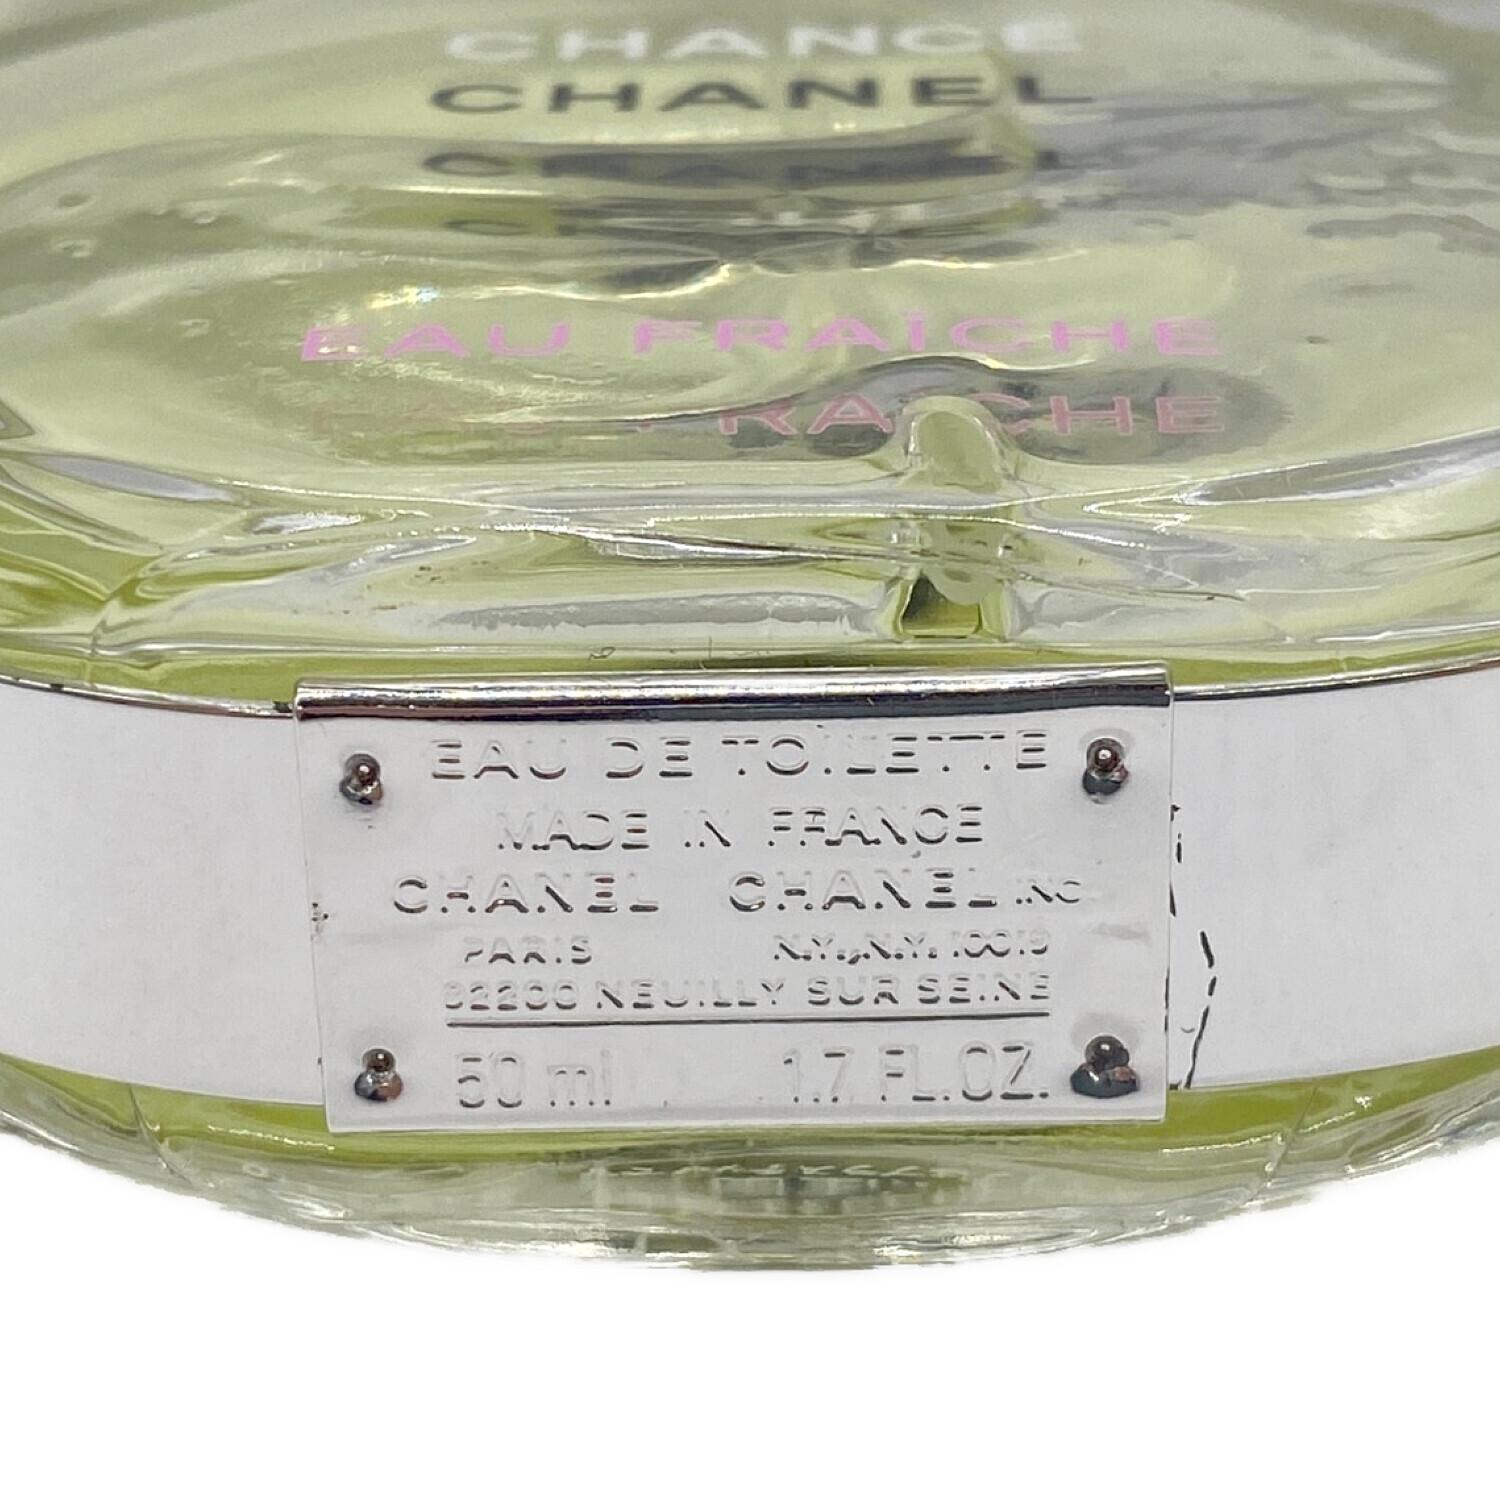 CHANCE
CHANEL
EAU FRAÎCHE
EAU DE TOILETTE
MADE IN FRANCE
CHANEL CHANEL INC
PARIS N.Y., N.Y. 10019
92200 NEUILLY SUR SEINE
50 ml 1.7 FL.OZ.